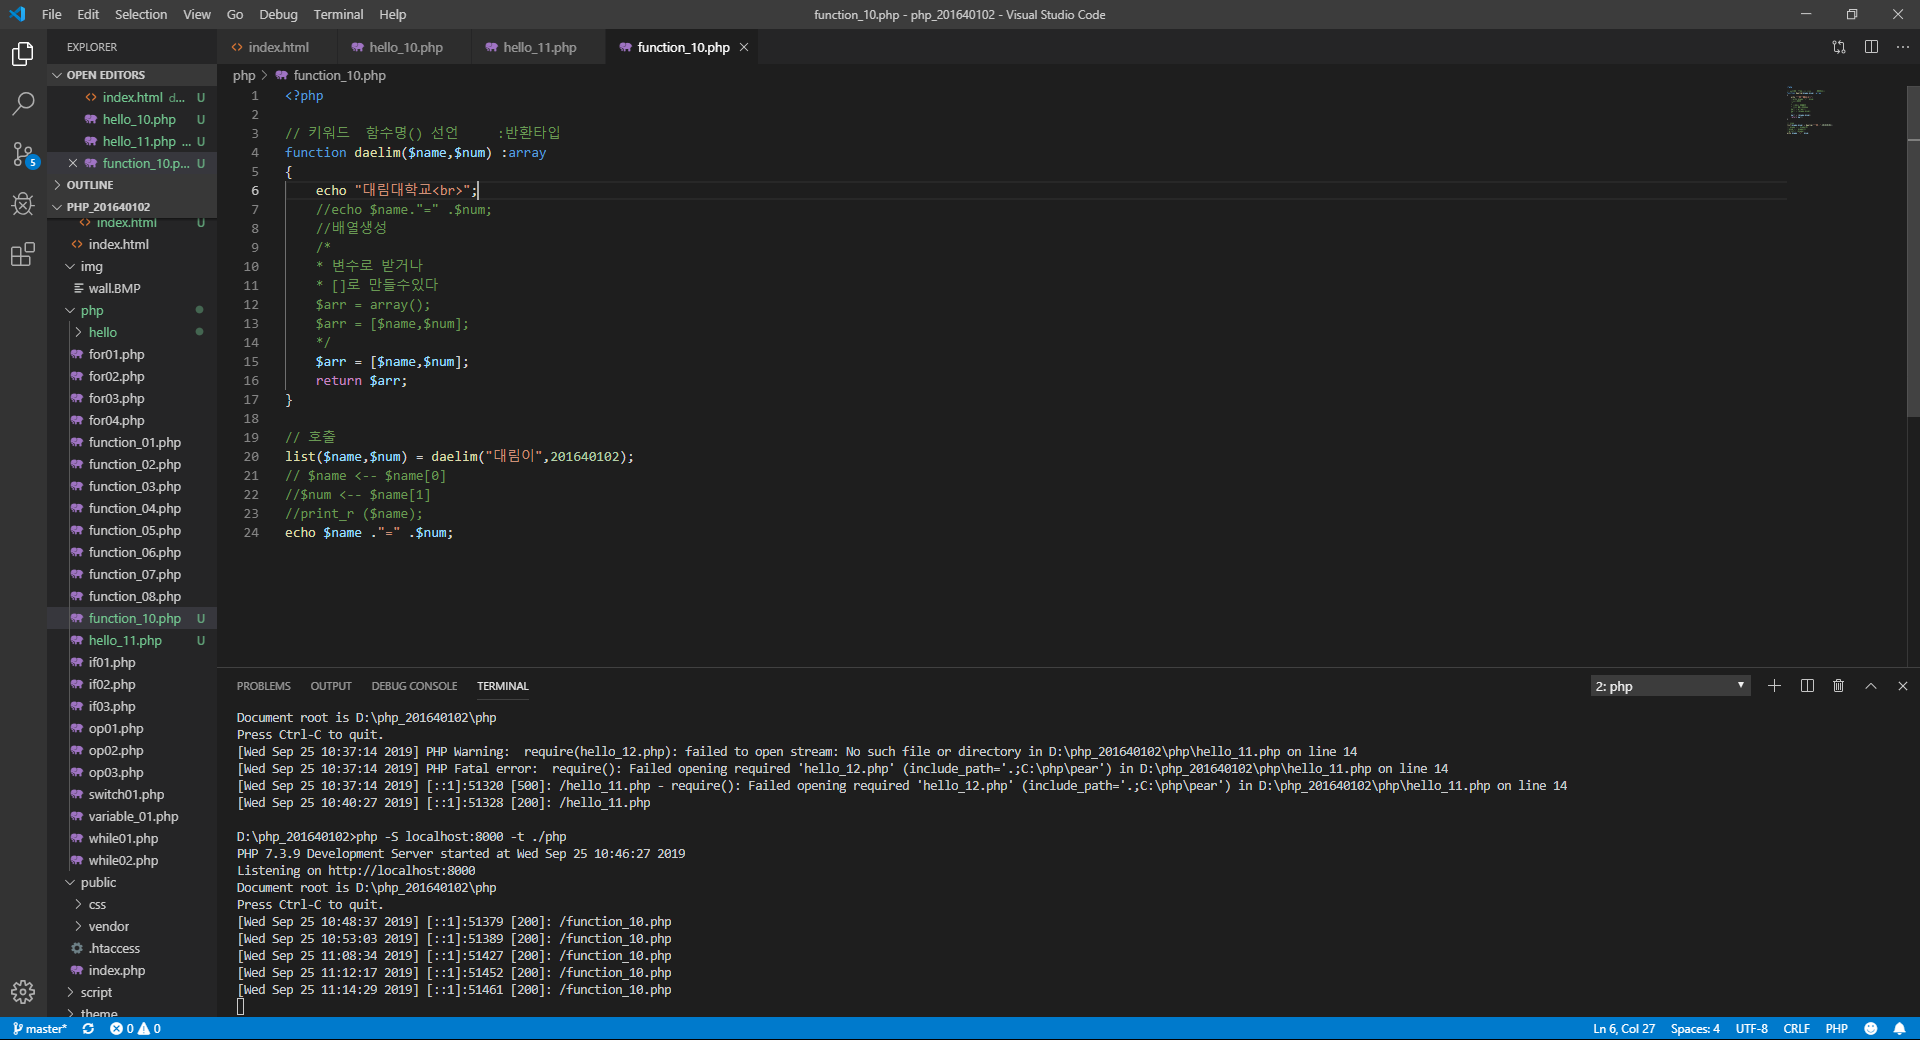 File Edit Selection View Go Debug Terminal Help
function_10.php - php_201640102 - Visual Studio Code
EXPLORER
OPEN EDITORS
index.html d... U
hello_10.php U
hello_11.php ... U
function_10.p... U
OUTLINE
PHP_201640102
index.html U
index.html
img
wall.BMP
php
hello
for01.php
for02.php
for03.php
for04.php
function_01.php
function_02.php
function_03.php
function_04.php
function_05.php
function_06.php
function_07.php
function_08.php
function_10.php U
hello_11.php U
if01.php
if02.php
if03.php
op01.php
op02.php
op03.php
switch01.php
variable_01.php
while01.php
while02.php
public
css
vendor
.htaccess
index.php
script
theme
5
index.html hello_10.php hello_11.php function_10.php
php > function_10.php
1 <?php
2
3 // 키워드  함수명() 선언     :반환타입
4 function daelim($name,$num) :array
5 {
6     echo "대림대학교<br>";
7     //echo $name."=" .$num;
8     //배열생성
9     /*
10     * 변수로 받거나
11     * []로 만들수있다
12     $arr = array();
13     $arr = [$name,$num];
14     */
15     $arr = [$name,$num];
16     return $arr;
17 }
18
19 // 호출
20 list($name,$num) = daelim("대림이",201640102);
21 // $name <-- $name[0]
22 //$num <-- $name[1]
23 //print_r ($name);
24 echo $name ."=" .$num;
PROBLEMS OUTPUT DEBUG CONSOLE TERMINAL
2: php
Document root is D:\php_201640102\php
Press Ctrl-C to quit.
[Wed Sep 25 10:37:14 2019] PHP Warning:  require(hello_12.php): failed to open stream: No such file or directory in D:\php_201640102\php\hello_11.php on line 14
[Wed Sep 25 10:37:14 2019] PHP Fatal error:  require(): Failed opening required 'hello_12.php' (include_path='.;C:\php\pear') in D:\php_201640102\php\hello_11.php on line 14
[Wed Sep 25 10:37:14 2019] [::1]:51320 [500]: /hello_11.php - require(): Failed opening required 'hello_12.php' (include_path='.;C:\php\pear') in D:\php_201640102\php\hello_11.php on line 14
[Wed Sep 25 10:40:27 2019] [::1]:51328 [200]: /hello_11.php
D:\php_201640102>php -S localhost:8000 -t ./php
PHP 7.3.9 Development Server started at Wed Sep 25 10:46:27 2019
Listening on http://localhost:8000
Document root is D:\php_201640102\php
Press Ctrl-C to quit.
[Wed Sep 25 10:48:37 2019] [::1]:51379 [200]: /function_10.php
[Wed Sep 25 10:53:03 2019] [::1]:51389 [200]: /function_10.php
[Wed Sep 25 11:08:34 2019] [::1]:51427 [200]: /function_10.php
[Wed Sep 25 11:12:17 2019] [::1]:51452 [200]: /function_10.php
[Wed Sep 25 11:14:29 2019] [::1]:51461 [200]: /function_10.php
master* 0 0
Ln 6, Col 27 Spaces: 4 UTF-8 CRLF PHP